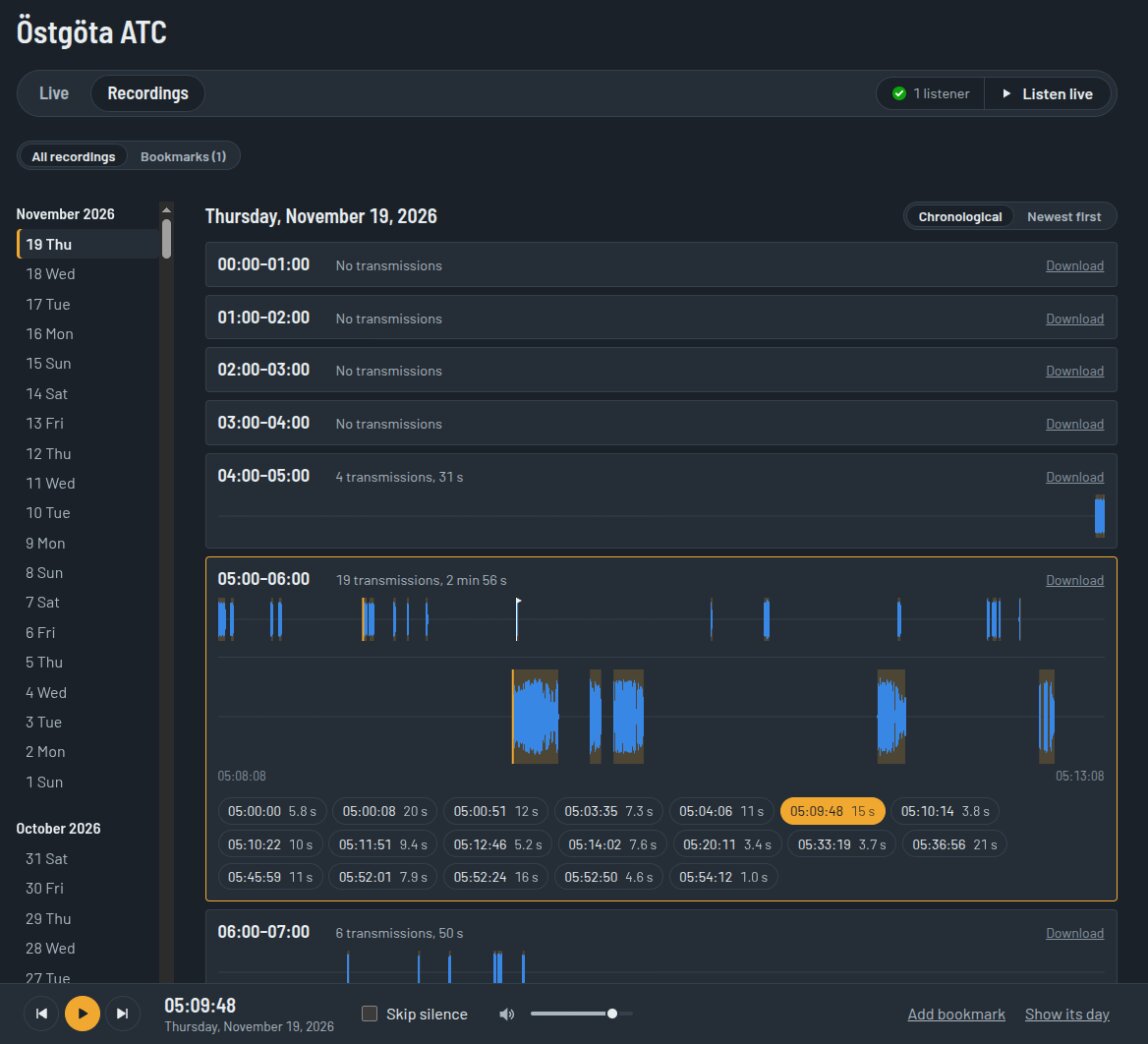 Östgöta ATC
Live
Recordings
1 listener
Listen live
All recordings
Bookmarks (1)
November 2026
19 Thu
18 Wed
17 Tue
16 Mon
15 Sun
14 Sat
13 Fri
12 Thu
11 Wed
10 Tue
9 Mon
8 Sun
7 Sat
6 Fri
5 Thu
4 Wed
3 Tue
2 Mon
1 Sun
October 2026
31 Sat
30 Fri
29 Thu
28 Wed
27 Tue
Thursday, November 19, 2026
Chronological
Newest first
00:00–01:00 No transmissions Download
01:00–02:00 No transmissions Download
02:00–03:00 No transmissions Download
03:00–04:00 No transmissions Download
04:00–05:00 4 transmissions, 31 s Download
05:00–06:00 19 transmissions, 2 min 56 s Download
05:08:08 05:13:08
05:00:00 5.8 s 05:00:08 20 s 05:00:51 12 s 05:03:35 7.3 s 05:04:06 11 s 05:09:48 15 s 05:10:14 3.8 s
05:10:22 10 s 05:11:51 9.4 s 05:12:46 5.2 s 05:14:02 7.6 s 05:20:11 3.4 s 05:33:19 3.7 s 05:36:56 21 s
05:45:59 11 s 05:52:01 7.9 s 05:52:24 16 s 05:52:50 4.6 s 05:54:12 1.0 s
06:00–07:00 6 transmissions, 50 s Download
05:09:48
Thursday, November 19, 2026
Skip silence
Add bookmark
Show its day